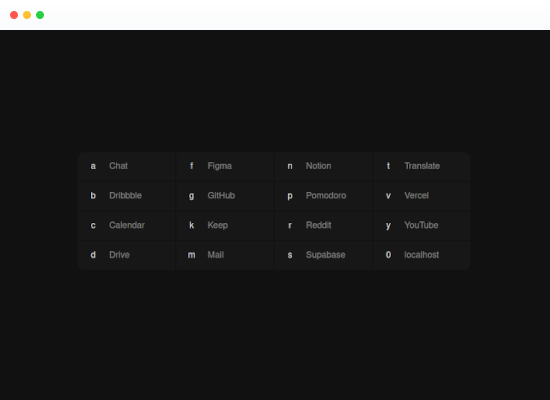 a Chat f Figma n Notion t Translate
b Dribbble g GitHub p Pomodoro v Vercel
c Calendar k Keep r Reddit y YouTube
d Drive m Mail s Supabase 0 localhost